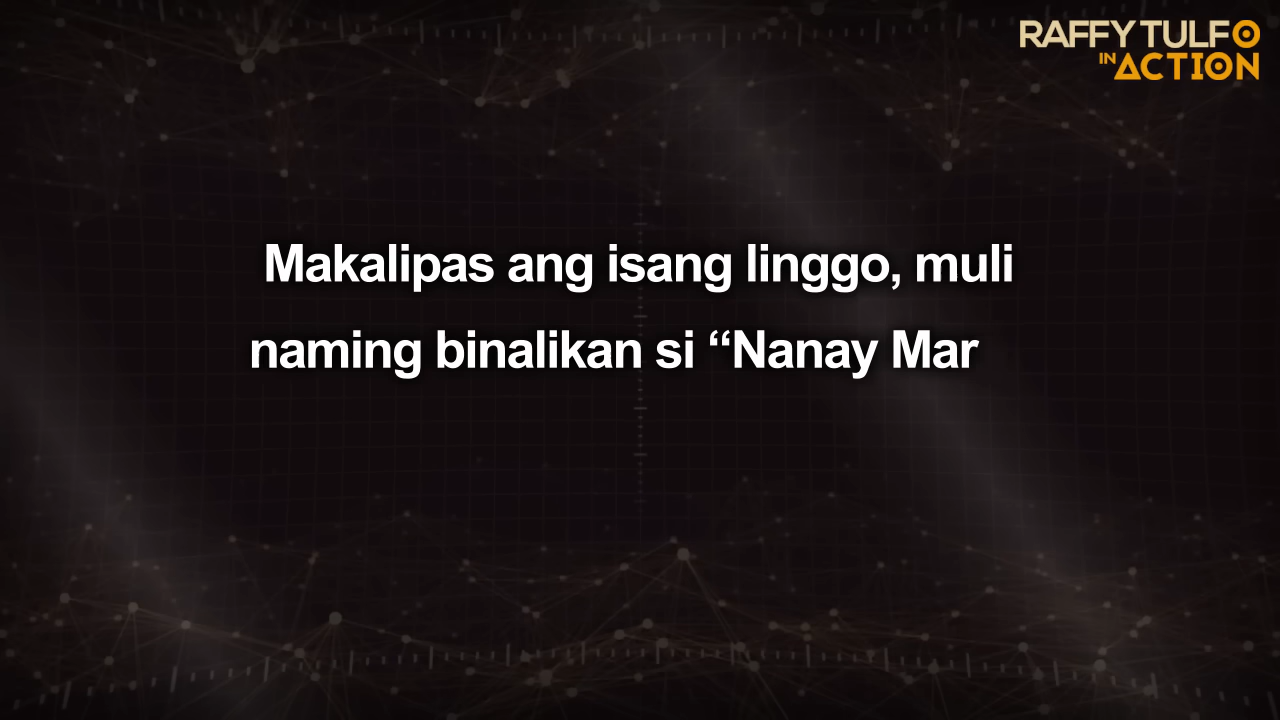 RAFFY TULFO
IN ACTION
Makalipas ang isang linggo, muli
naming binalikan si “Nanay Mar